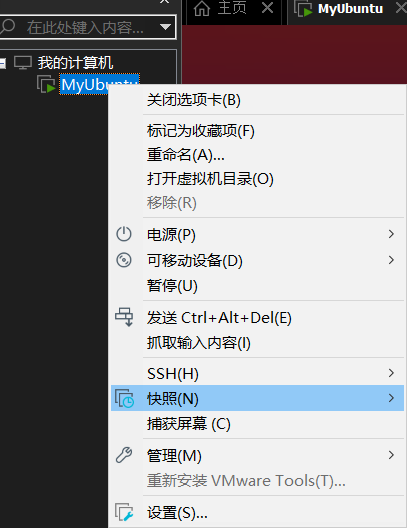 主页
MyUbuntu
在此处键入内容...
我的计算机
MyUbuntu
关闭选项卡(B)
标记为收藏项(F)
重命名(A)...
打开虚拟机目录(O)
移除(R)
电源(P)
可移动设备(D)
暂停(U)
发送 Ctrl+Alt+Del(E)
抓取输入内容(I)
SSH(H)
快照(N)
捕获屏幕 (C)
管理(M)
重新安装 VMware Tools(T)...
设置(S)...